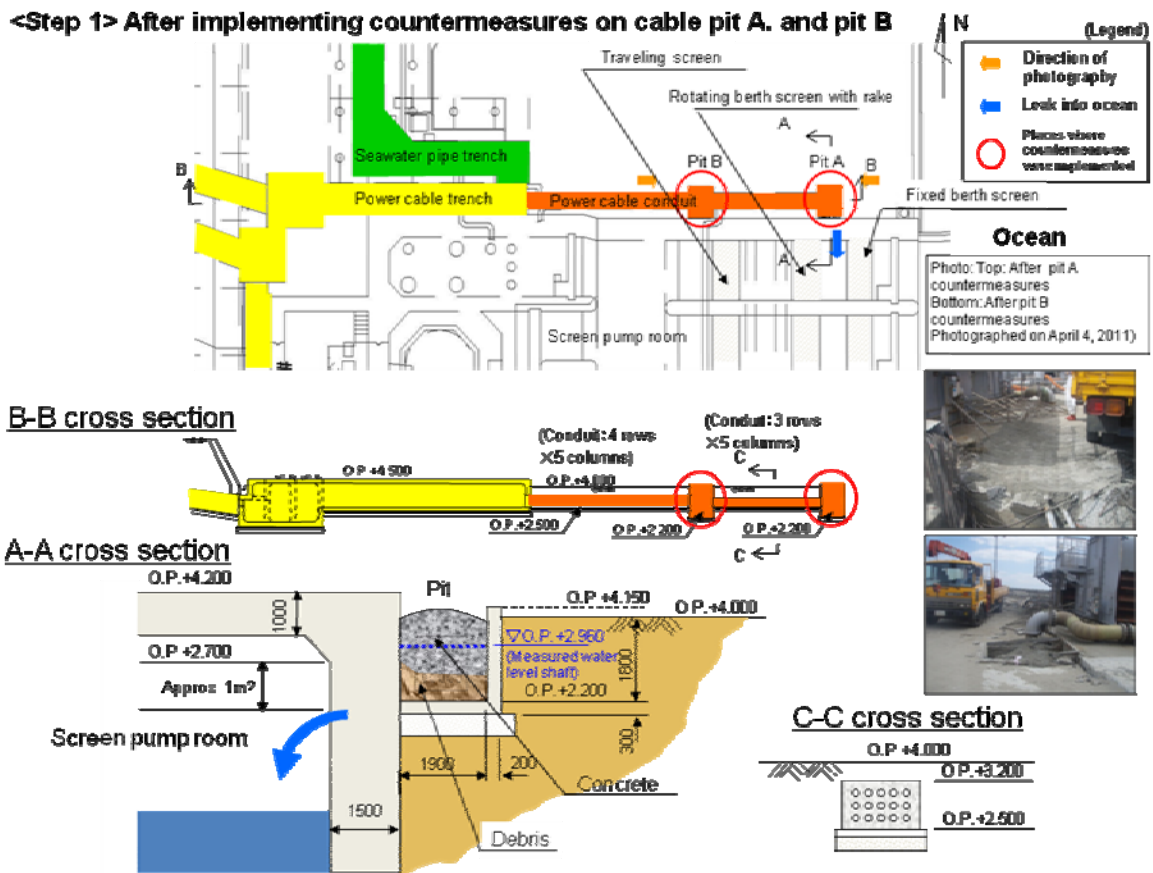 <Step 1> After implementing countermeasures on cable pit A. and pit B
N
(Legend)
Direction of
photography
Leak into ocean
Places where
countermeasures
were implemented
Traveling screen
Rotating berth screen with rake
A
Pit B
Pit A
B
B
Seawater pipe trench
Power cable trench
Power cable conduit
Fixed berth screen
A
Screen pump room
Ocean
Photo: Top: After pit A
countermeasures
Bottom: After pit B
countermeasures
Photographed on April 4, 2011)
B-B cross section
(Conduit: 4 rows
×5 columns)
(Conduit: 3 rows
×5 columns)
C
O.P +4.500
O.P.+4.000
O.P.+2.500
O.P.+2.200
O.P.+2.200
C
A-A cross section
O.P.+4.200
1000
Pit
O.P +4.150
O.P.+4.000
▽O.P.+2.960
(Measured water
level shaft)
1800
O.P +2.700
Approx 1m²
O.P.+2.200
300
Screen pump room
1900
200
Concrete
1500
Debris
C-C cross section
O.P +4.000
O.P.+3.200
O.P.+2.500